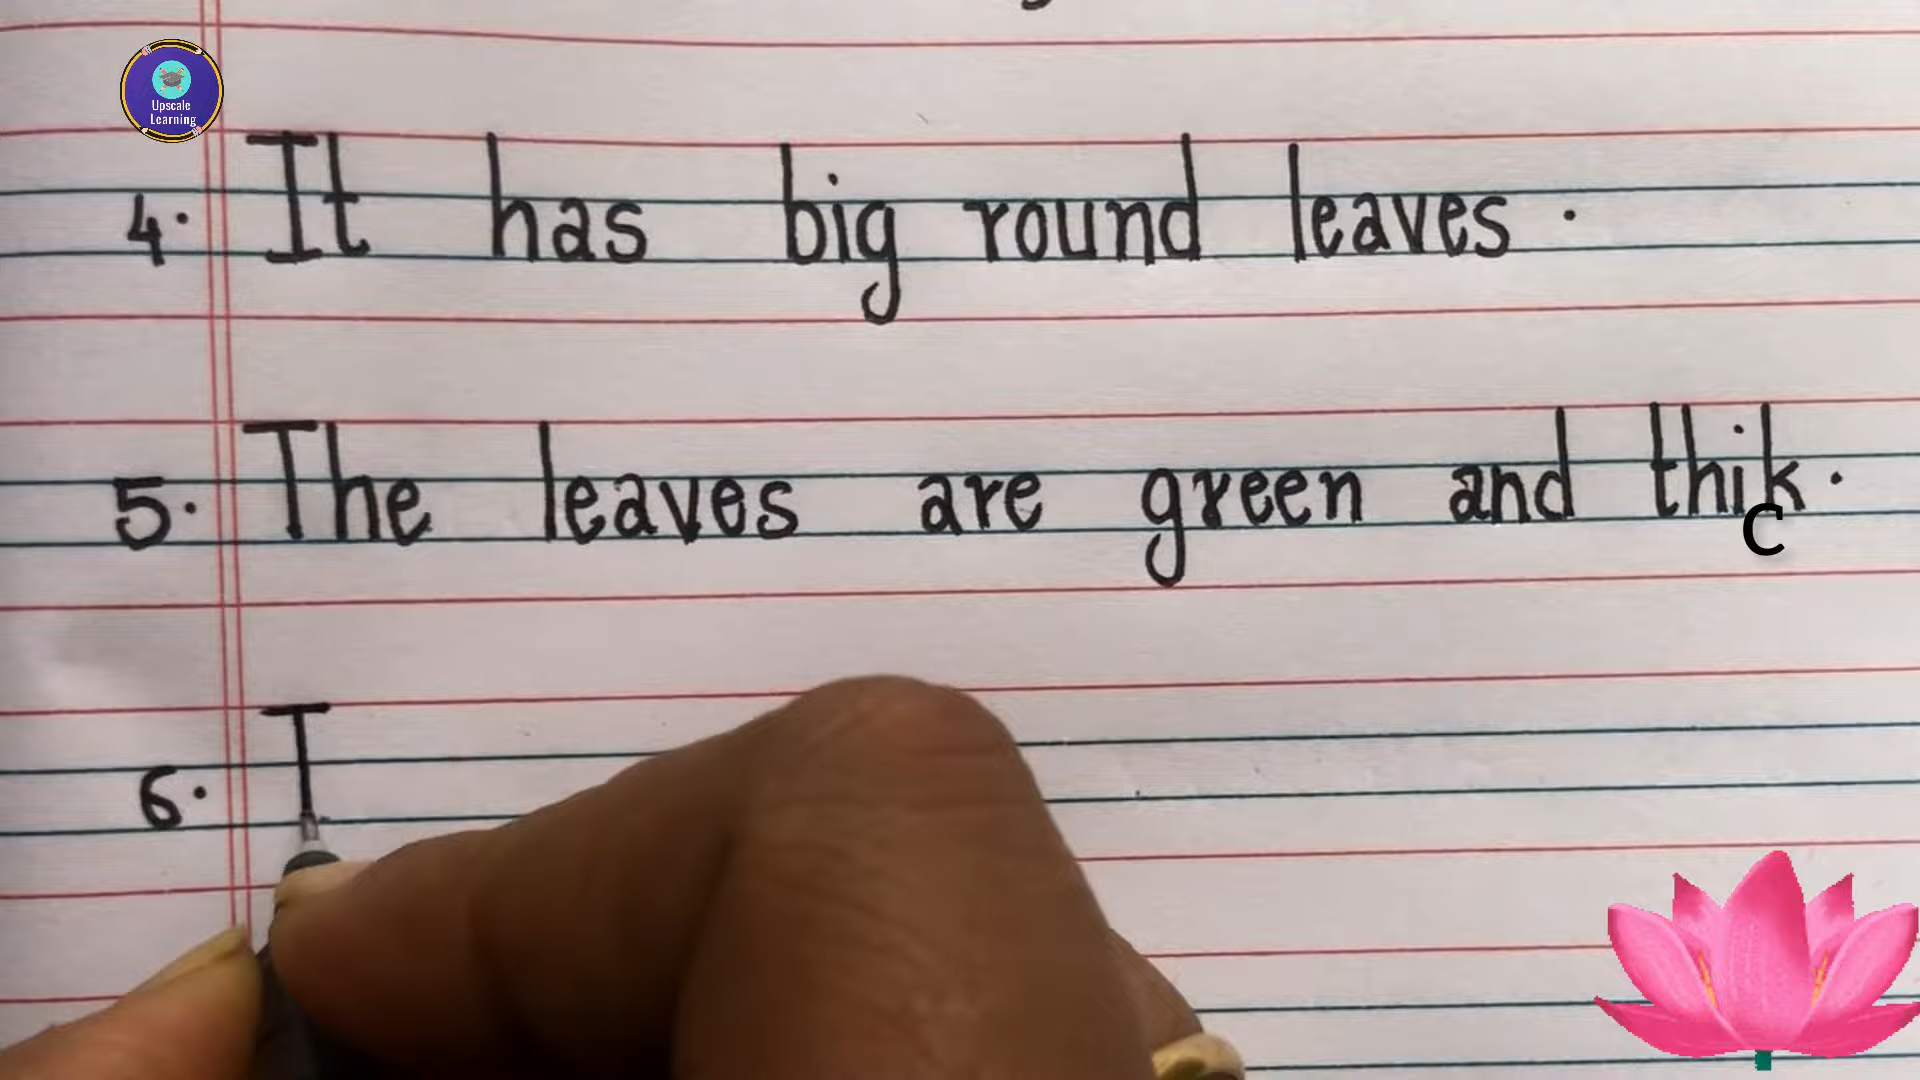 Upscale
Learning
4. It has big round leaves.
5. The leaves are green and thik.
c
6. T